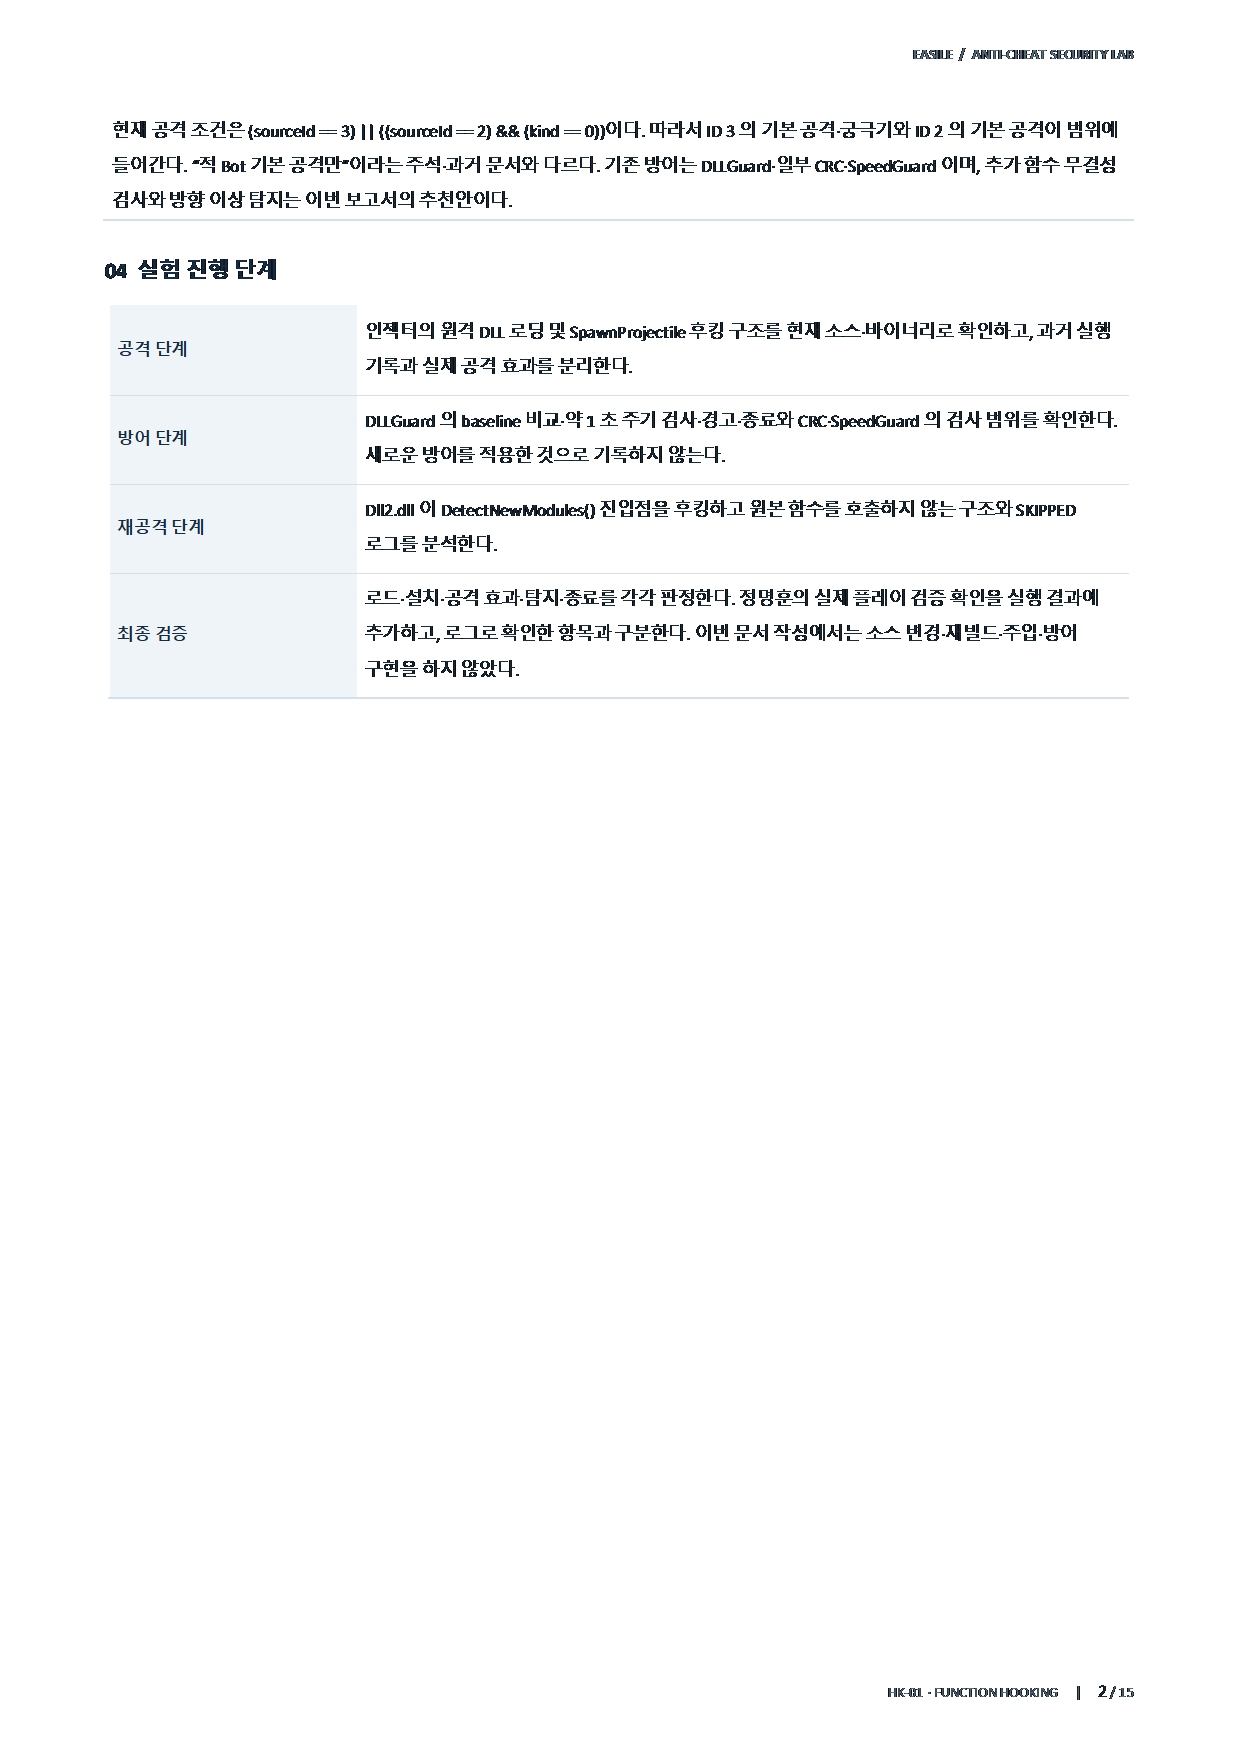 EASILE / ANTI-CHEAT SECURITY LAB
현재 공격 조건은 (sourceId == 3) || ((sourceId == 2) && (kind == 0))이다. 따라서 ID 3 의 기본 공격·궁극기와 ID 2 의 기본 공격이 범위에
들어간다. “적 Bot 기본 공격만”이라는 주석·과거 문서와 다르다. 기존 방어는 DLLGuard·일부 CRC·SpeedGuard 이며, 추가 함수 무결성
검사와 방향 이상 탐지는 이번 보고서의 추천안이다.
04 실험 진행 단계
공격 단계
인젝터의 원격 DLL 로딩 및 SpawnProjectile 후킹 구조를 현재 소스·바이너리로 확인하고, 과거 실행
기록과 실제 공격 효과를 분리한다.
방어 단계
DLLGuard 의 baseline 비교·약 1 초 주기 검사·경고·종료와 CRC·SpeedGuard 의 검사 범위를 확인한다.
새로운 방어를 적용한 것으로 기록하지 않는다.
재공격 단계
Dll2.dll 이 DetectNewModules() 진입점을 후킹하고 원본 함수를 호출하지 않는 구조와 SKIPPED
로그를 분석한다.
최종 검증
로드·설치·공격 효과·탐지·종료를 각각 판정한다. 정명훈의 실제 플레이 검증 확인을 실행 결과에
추가하고, 로그로 확인한 항목과 구분한다. 이번 문서 작성에서는 소스 변경·재빌드·주입·방어
구현을 하지 않았다.
HK-01 · FUNCTION HOOKING | 2 / 15